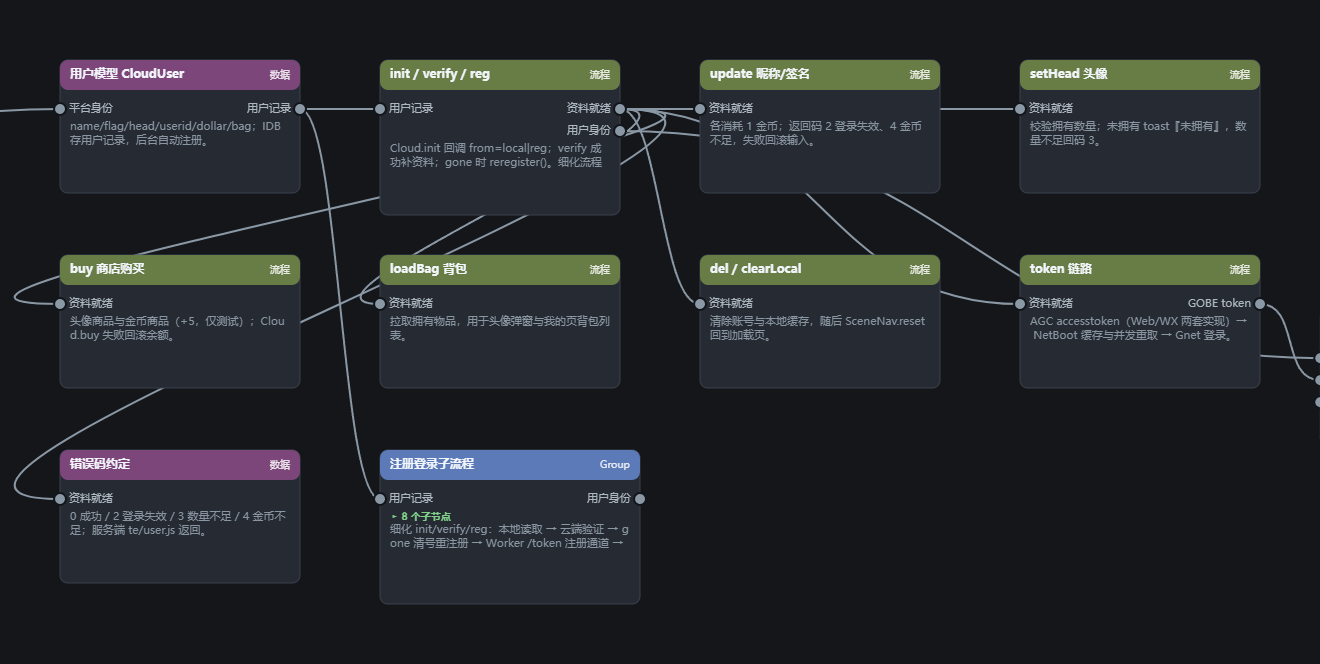 用户模型 CloudUser
数据
平台身份
用户记录
name/flag/head/userid/dollar/bag；IDB
存用户记录，后台自动注册。
init / verify / reg
流程
用户记录
资料就绪
用户身份
Cloud.init 回调 from=local|reg；verify 成
功补资料；gone 时 reregister()。细化流程
update 昵称/签名
流程
资料就绪
各消耗 1 金币；返回码 2 登录失效、4 金币
不足，失败回滚输入。
setHead 头像
流程
资料就绪
校验拥有数量；未拥有 toast『未拥有』，数
量不足回码 3。
buy 商店购买
流程
资料就绪
头像商品与金币商品（+5，仅测试）；Clou
d.buy 失败回滚余额。
loadBag 背包
流程
资料就绪
拉取拥有物品，用于头像弹窗与我的页背包列
表。
del / clearLocal
流程
资料就绪
清除账号与本地缓存，随后 SceneNav.reset
回到加载页。
token 链路
流程
资料就绪
GOBE token
AGC accesstoken（Web/WX 两套实现）→
NetBoot 缓存与并发重取 → Gnet 登录。
错误码约定
数据
资料就绪
0 成功 / 2 登录失效 / 3 数量不足 / 4 金币不
足；服务端 te/user.js 返回。
注册登录子流程
Group
用户记录
用户身份
▸ 8 个子节点
细化 init/verify/reg：本地读取 → 云端验证 → g
one 清号重注册 → Worker /token 注册通道 →